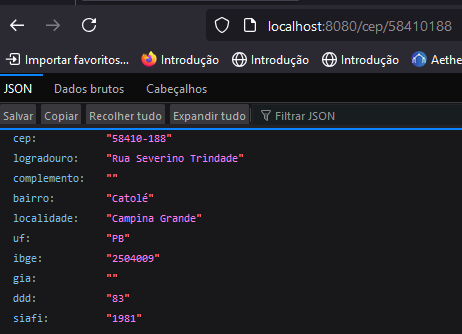 localhost:8080/cep/58410188
Importar favoritos... Introdução Introdução Introdução Aethe
JSON Dados brutos Cabeçalhos
Salvar Copiar Recolher tudo Expandir tudo Filtrar JSON
cep: "58410-188"
logradouro: "Rua Severino Trindade"
complemento: ""
bairro: "Catolé"
localidade: "Campina Grande"
uf: "PB"
ibge: "2504009"
gia: ""
ddd: "83"
siafi: "1981"